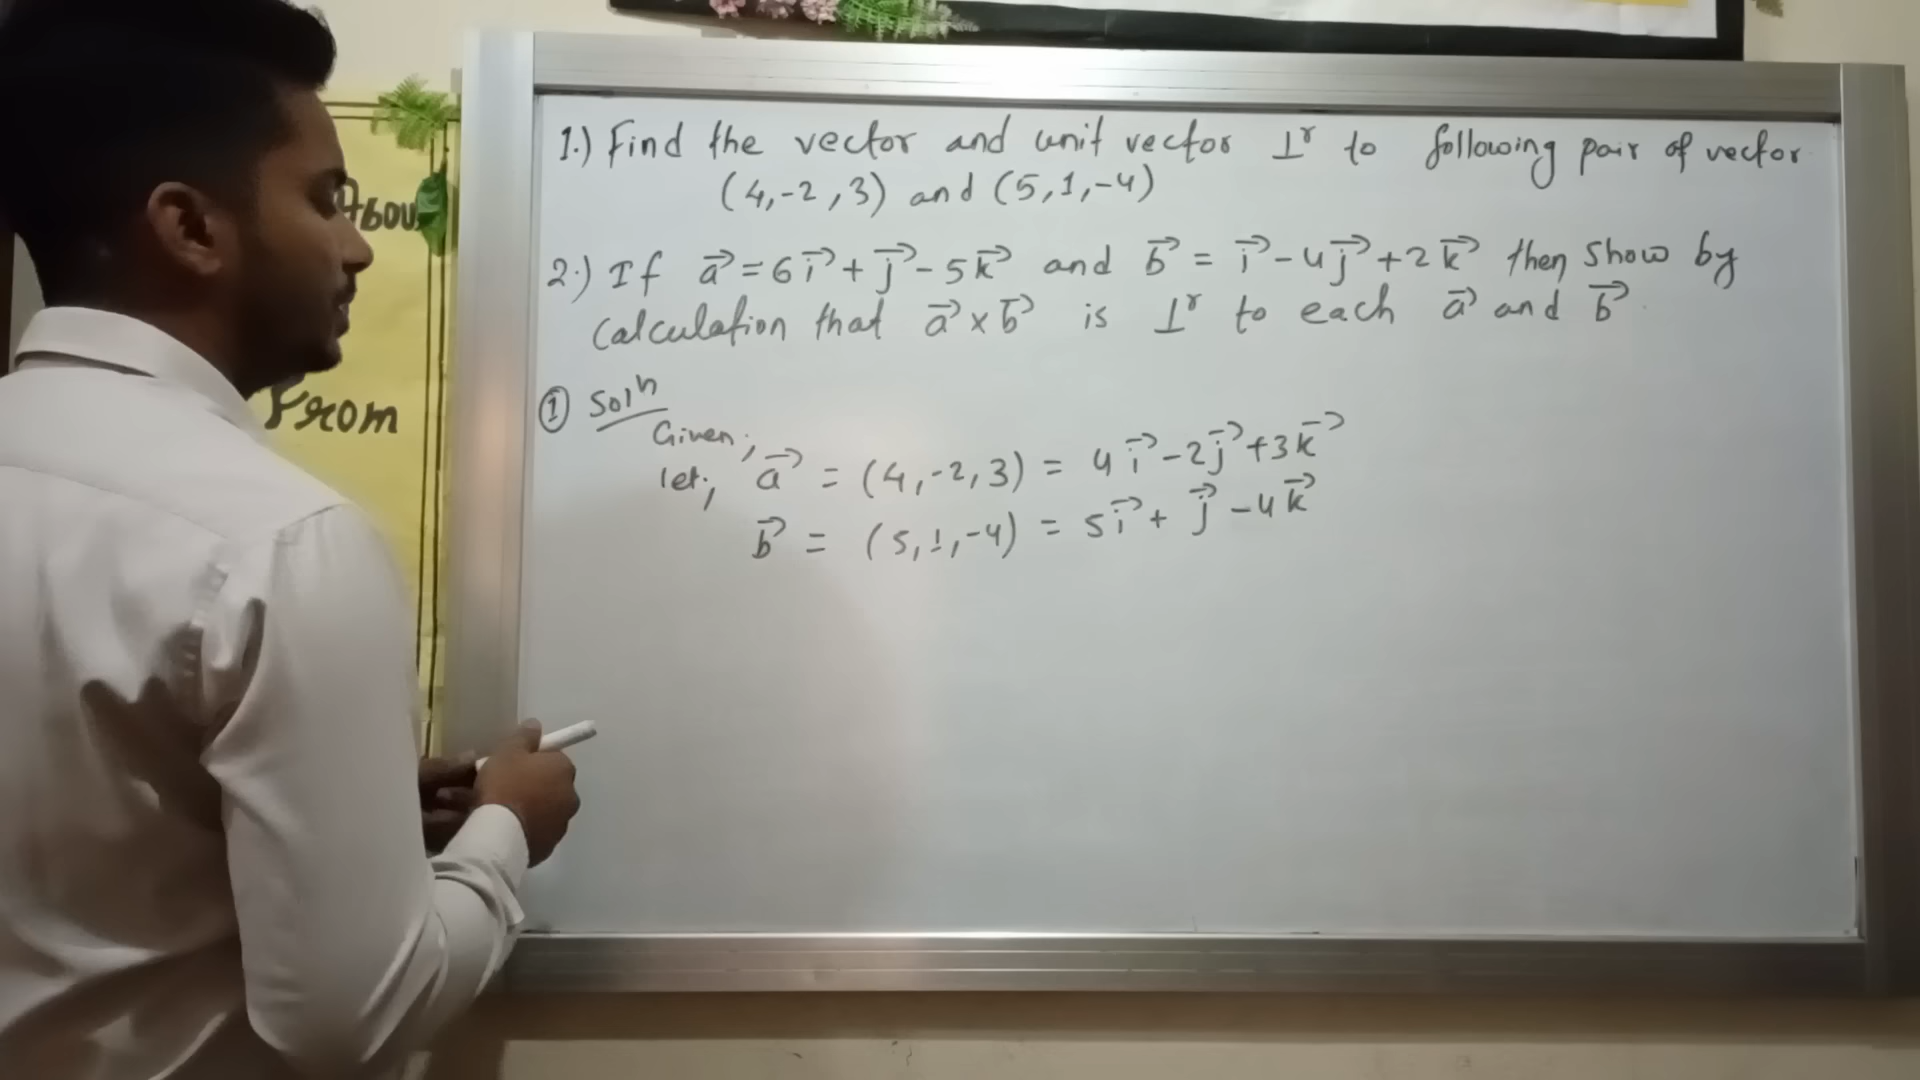 1.) Find the vector and unit vector ⊥ʳ to following pair of vector
(4,-2,3) and (5,1,-4)
2.) If a⃗ = 6i⃗ + j⃗ - 5k⃗ and b⃗ = i⃗ - 4j⃗ + 2k⃗ then show by
calculation that a⃗ × b⃗ is ⊥ʳ to each a⃗ and b⃗.
① Solⁿ
Given;
let;, a⃗ = (4,-2,3) = 4i⃗ - 2j⃗ + 3k⃗
b⃗ = (5,1,-4) = 5i⃗ + j⃗ - 4k⃗
About
From